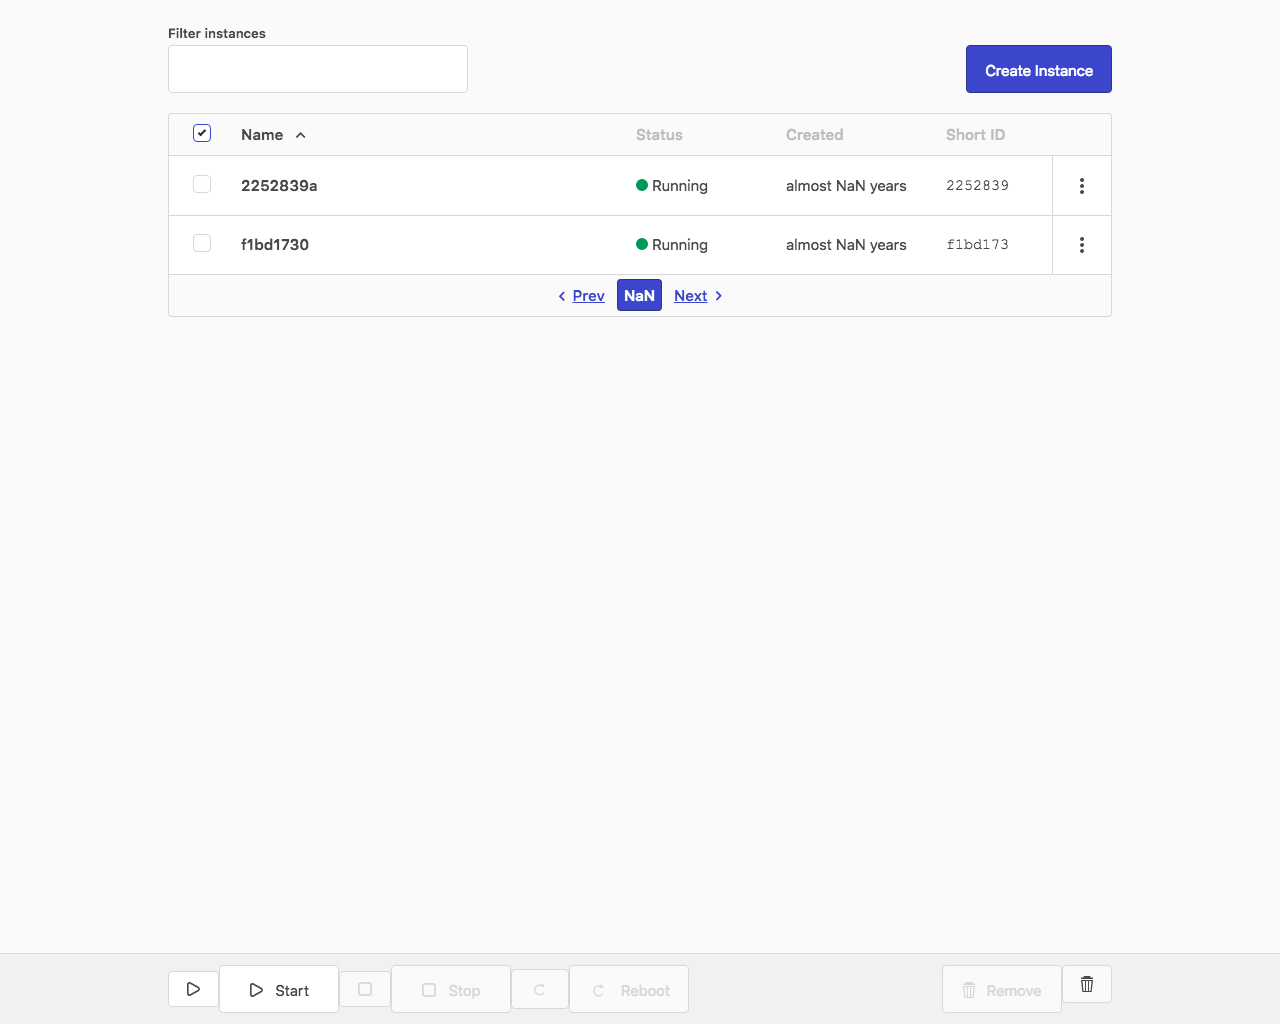 Filter instances
Create Instance
Name Status Created Short ID
2252839a Running almost NaN years 2252839
f1bd1730 Running almost NaN years f1bd173
Prev NaN Next
Start Stop Reboot Remove